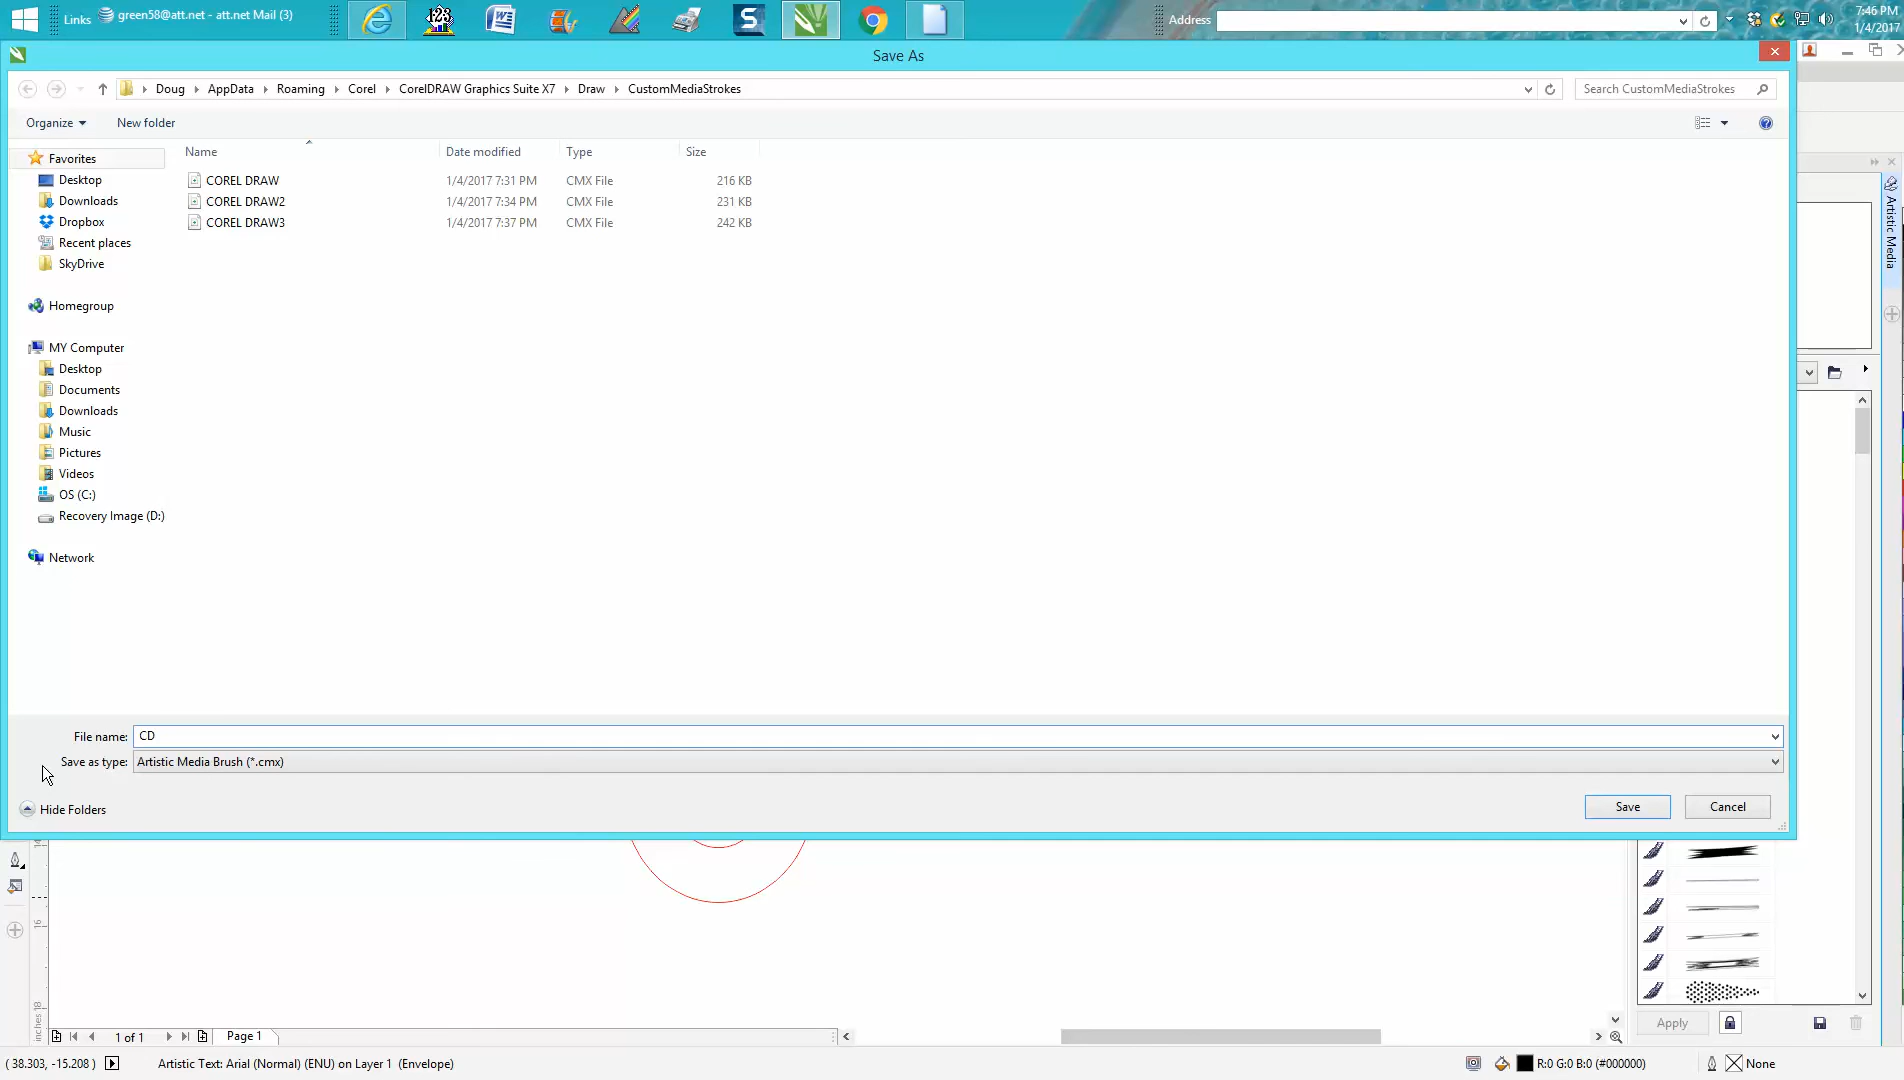 Links green58@att.net - att.net Mail (3)
Address
7:46 PM
1/4/2017
Save As
Doug AppData Roaming Corel CorelDRAW Graphics Suite X7 Draw CustomMediaStrokes
Search CustomMediaStrokes
Organize New folder
Name Date modified Type Size
COREL DRAW 1/4/2017 7:31 PM CMX File 216 KB
COREL DRAW2 1/4/2017 7:34 PM CMX File 231 KB
COREL DRAW3 1/4/2017 7:37 PM CMX File 242 KB
Favorites
Desktop
Downloads
Dropbox
Recent places
SkyDrive
Homegroup
MY Computer
Desktop
Documents
Downloads
Music
Pictures
Videos
OS (C:)
Recovery Image (D:)
Network
Artistic Media
File name: CD
Save as type: Artistic Media Brush (*.cmx)
Hide Folders
Save Cancel
14
16
18
inches
Apply
1 of 1 Page 1
( 38.303, -15.208 ) Artistic Text: Arial (Normal) (ENU) on Layer 1 (Envelope) R:0 G:0 B:0 (#000000) None